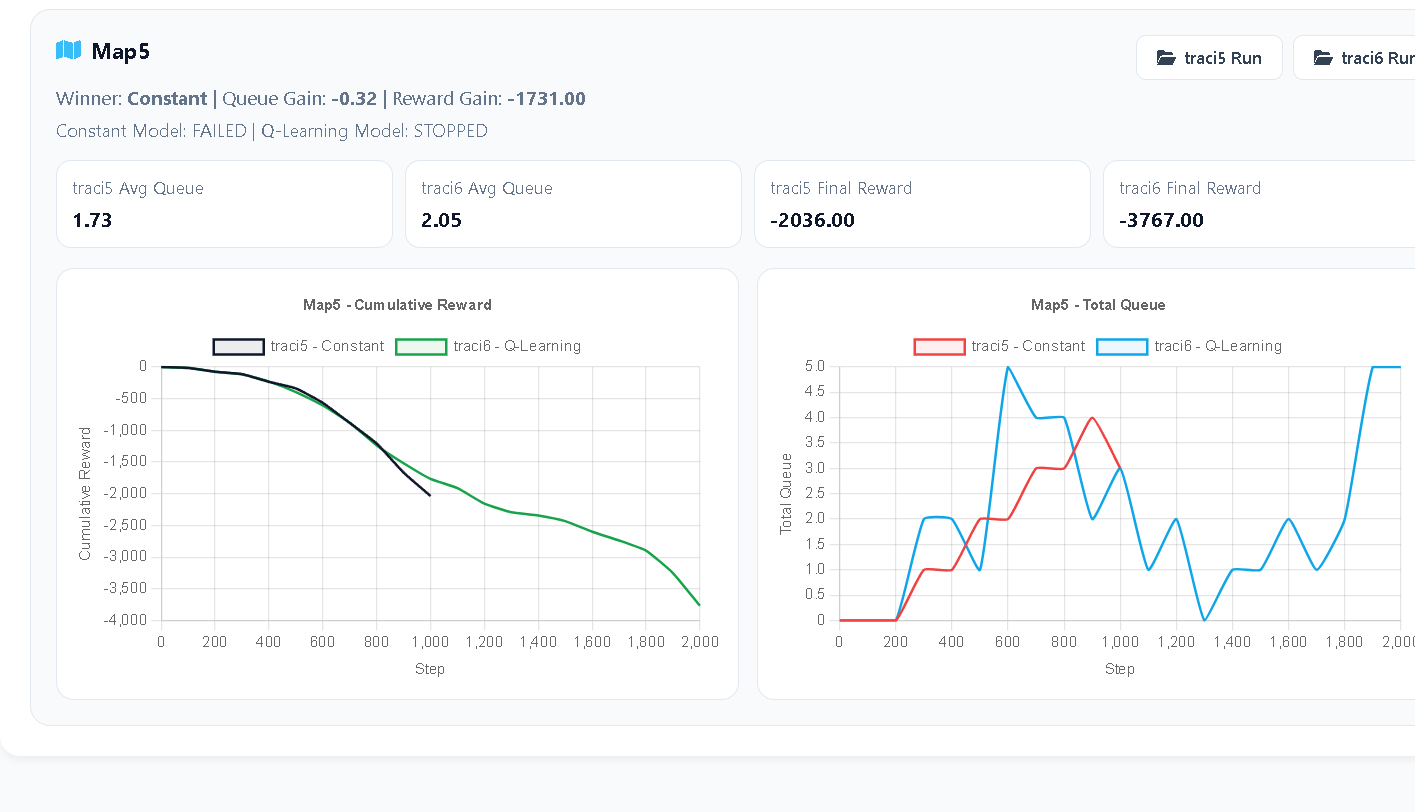 Map5
traci5 Run
traci6 Run
Winner: Constant | Queue Gain: -0.32 | Reward Gain: -1731.00
Constant Model: FAILED | Q-Learning Model: STOPPED
traci5 Avg Queue
1.73
traci6 Avg Queue
2.05
traci5 Final Reward
-2036.00
traci6 Final Reward
-3767.00
Map5 - Cumulative Reward
traci5 - Constant
traci6 - Q-Learning
Cumulative Reward
0
-500
-1,000
-1,500
-2,000
-2,500
-3,000
-3,500
-4,000
0 200 400 600 800 1,000 1,200 1,400 1,600 1,800 2,000
Step
Map5 - Total Queue
traci5 - Constant
traci6 - Q-Learning
Total Queue
5.0
4.5
4.0
3.5
3.0
2.5
2.0
1.5
1.0
0.5
0
0 200 400 600 800 1,000 1,200 1,400 1,600 1,800 2,000
Step